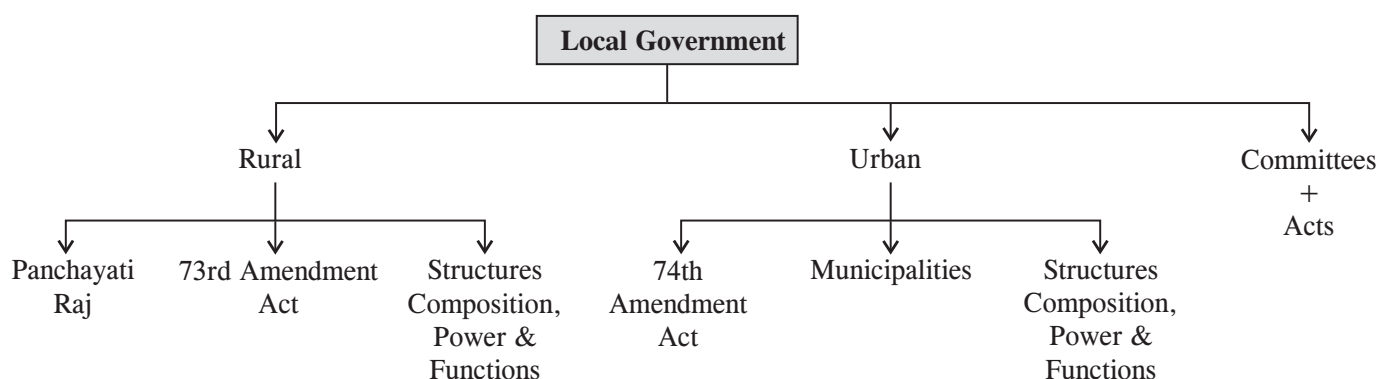 Local Government
Rural
Urban
Committees
+
Acts
Panchayati
Raj
73rd Amendment
Act
Structures
Composition,
Power &
Functions
74th
Amendment
Act
Municipalities
Structures
Composition,
Power &
Functions